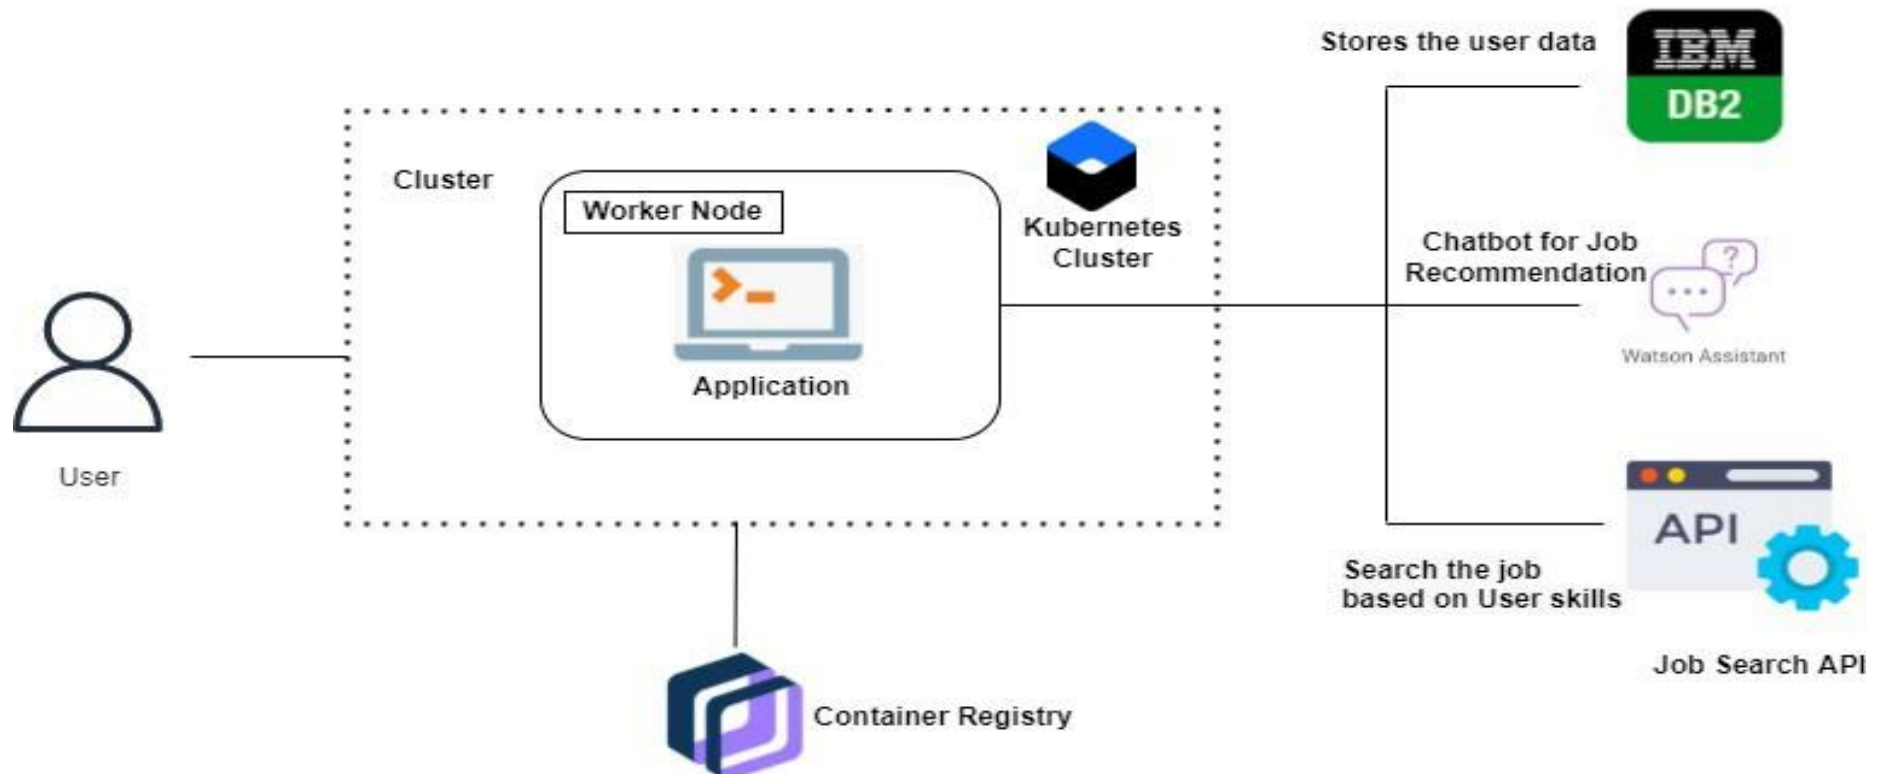 Stores the user data
IBM
DB2
Cluster
Worker Node
Kubernetes
Cluster
Application
User
Chatbot for Job
Recommendation
?
Watson Assistant
API
Search the job
based on User skills
Job Search API
Container Registry